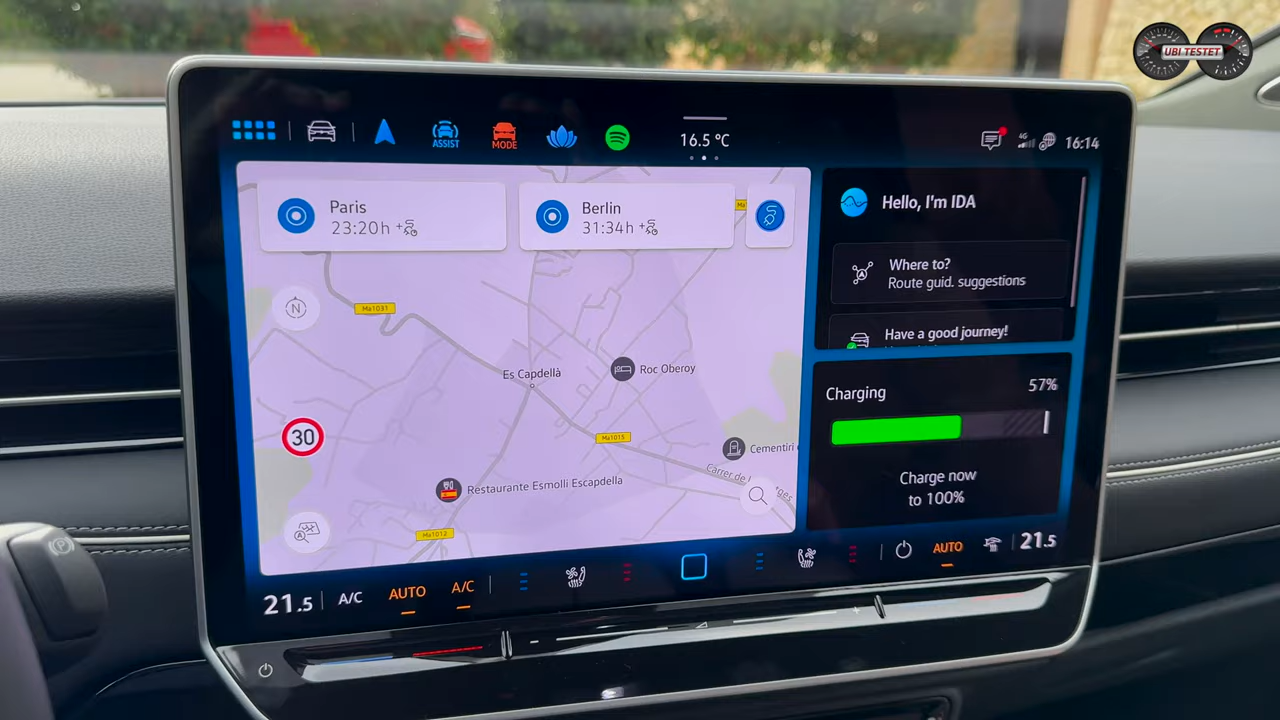 UBI TESTET
ASSIST
MODE
16.5 °C
4G
16:14
Paris
23:20h
Berlin
31:34h
Ma
N
Ma1031
Es Capdellà
Roc Oberoy
30
Ma1015
Cementiri
Carrer de
Restaurante Esmolli Escapdella
Ma1012
Hello, I'm IDA
Where to?
Route guid. suggestions
Have a good journey!
Charging
57%
Charge now
to 100%
21.5
A/C
AUTO
A/C
AUTO
21.5
P